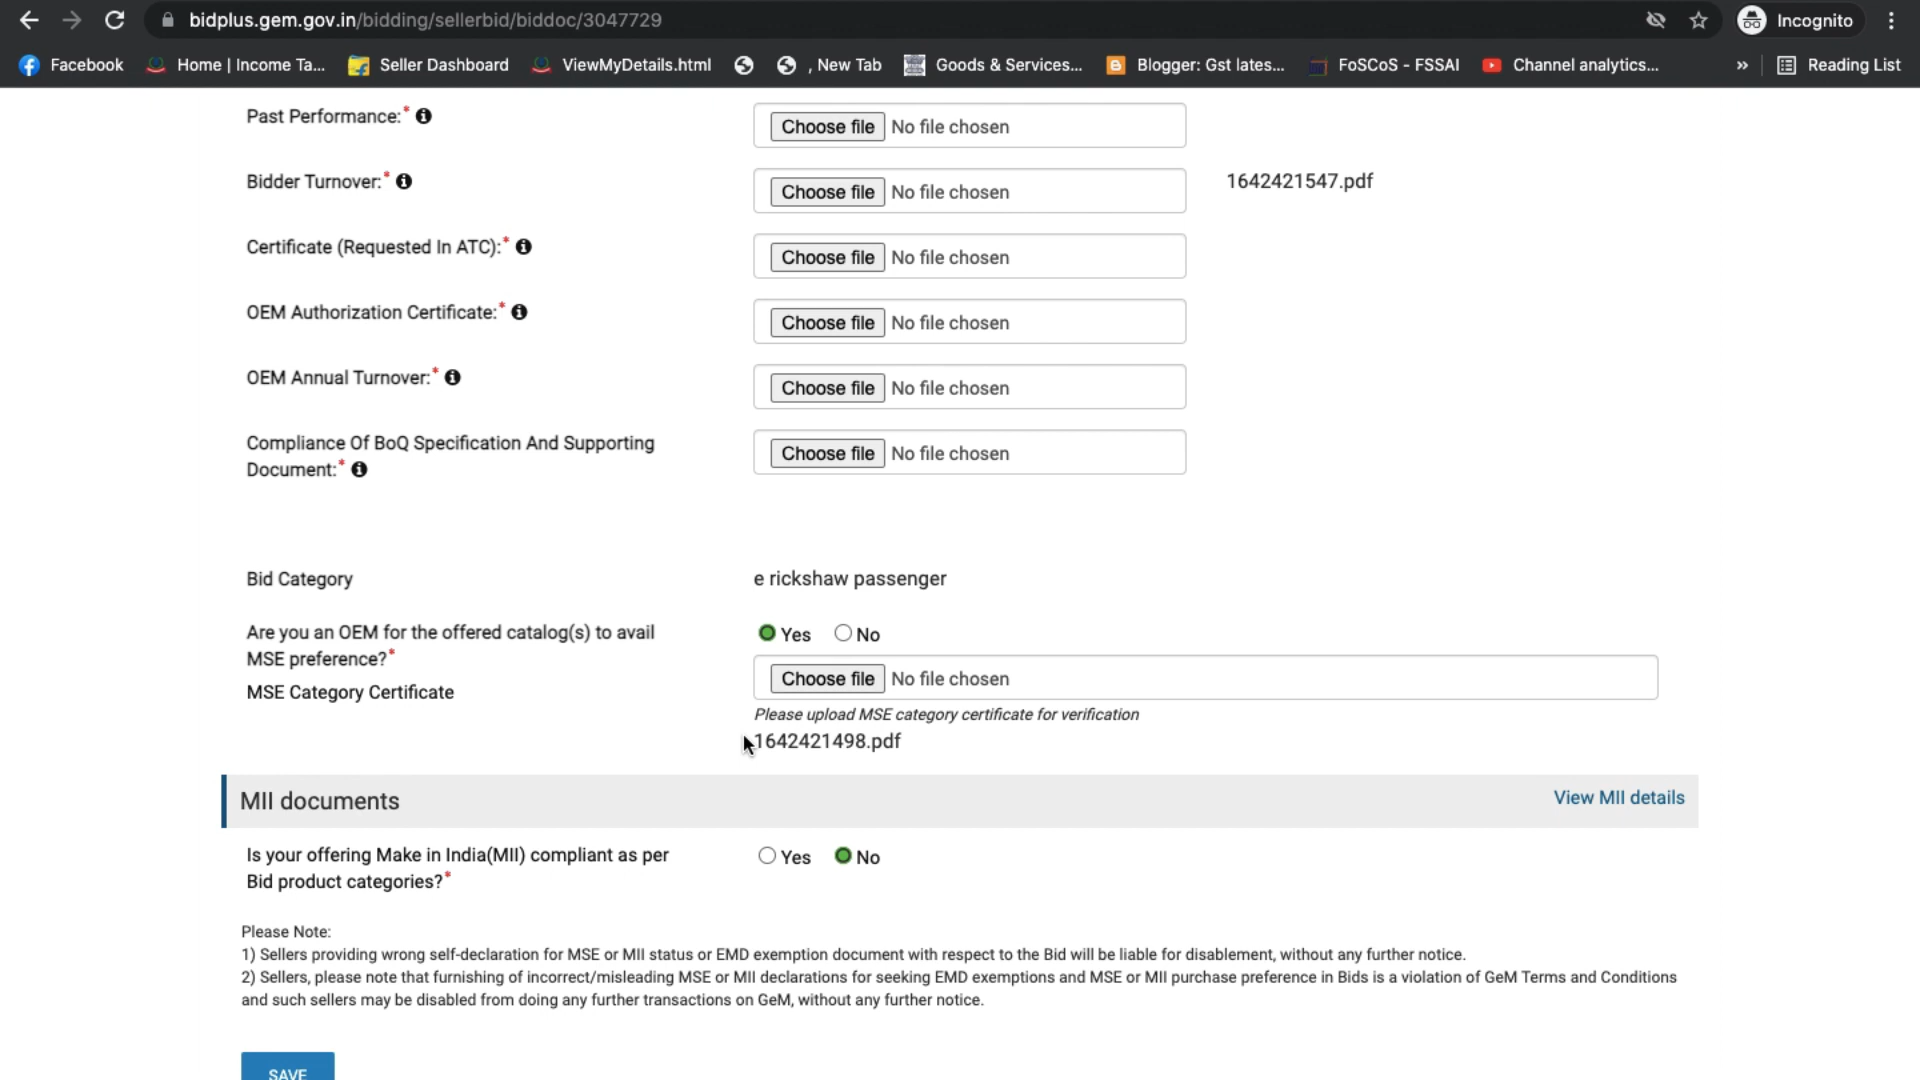 bidplus.gem.gov.in/bidding/sellerbid/biddoc/3047729
Incognito
Facebook
Home | Income Ta...
Seller Dashboard
ViewMyDetails.html
, New Tab
Goods & Services...
Blogger: Gst lates...
FoSCoS - FSSAI
Channel analytics...
»
Reading List
Past Performance:*
Choose file No file chosen
Bidder Turnover:*
Choose file No file chosen
1642421547.pdf
Certificate (Requested In ATC):*
Choose file No file chosen
OEM Authorization Certificate:*
Choose file No file chosen
OEM Annual Turnover:*
Choose file No file chosen
Compliance Of BoQ Specification And Supporting
Document:*
Choose file No file chosen
Bid Category
e rickshaw passenger
Are you an OEM for the offered catalog(s) to avail
MSE preference?*
Yes No
MSE Category Certificate
Choose file No file chosen
Please upload MSE category certificate for verification
1642421498.pdf
MII documents
View MII details
Is your offering Make in India(MII) compliant as per
Bid product categories?*
Yes No
Please Note:
1) Sellers providing wrong self-declaration for MSE or MII status or EMD exemption document with respect to the Bid will be liable for disablement, without any further notice.
2) Sellers, please note that furnishing of incorrect/misleading MSE or MII declarations for seeking EMD exemptions and MSE or MII purchase preference in Bids is a violation of GeM Terms and Conditions
and such sellers may be disabled from doing any further transactions on GeM, without any further notice.
SAVE